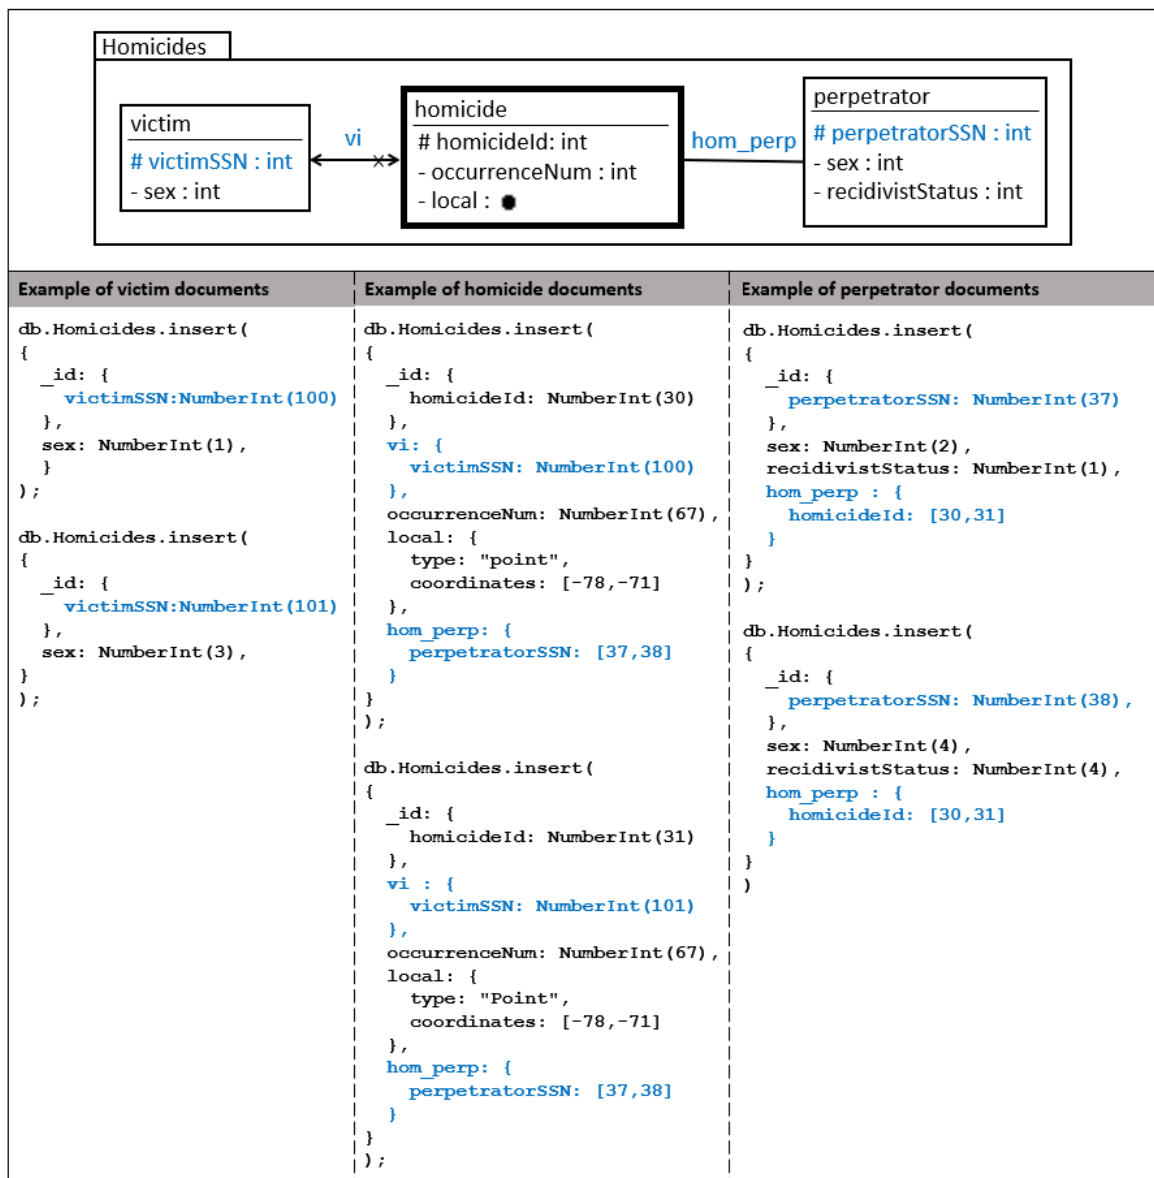 Homicides
victim
# victimSSN : int
- sex : int
vi
homicide
# homicideId: int
- occurrenceNum : int
- local :
hom_perp
perpetrator
# perpetratorSSN : int
- sex : int
- recidivistStatus : int
Example of victim documents
db.Homicides.insert(
{
_id: {
victimSSN:NumberInt(100)
},
sex: NumberInt(1),
}
);
db.Homicides.insert(
{
_id: {
victimSSN:NumberInt(101)
},
sex: NumberInt(3),
}
);
Example of homicide documents
db.Homicides.insert(
{
_id: {
homicideId: NumberInt(30)
},
vi: {
victimSSN: NumberInt(100)
},
occurrenceNum: NumberInt(67),
local: {
type: "point",
coordinates: [-78,-71]
},
hom_perp: {
perpetratorSSN: [37,38]
}
}
);
db.Homicides.insert(
{
_id: {
homicideId: NumberInt(31)
},
vi : {
victimSSN: NumberInt(101)
},
occurrenceNum: NumberInt(67),
local: {
type: "Point",
coordinates: [-78,-71]
},
hom_perp: {
perpetratorSSN: [37,38]
}
}
);
Example of perpetrator documents
db.Homicides.insert(
{
_id: {
perpetratorSSN: NumberInt(37)
},
sex: NumberInt(2),
recidivistStatus: NumberInt(1),
hom_perp : {
homicideId: [30,31]
}
}
);
db.Homicides.insert(
{
_id: {
perpetratorSSN: NumberInt(38),
},
sex: NumberInt(4),
recidivistStatus: NumberInt(4),
hom_perp : {
homicideId: [30,31]
}
}
)